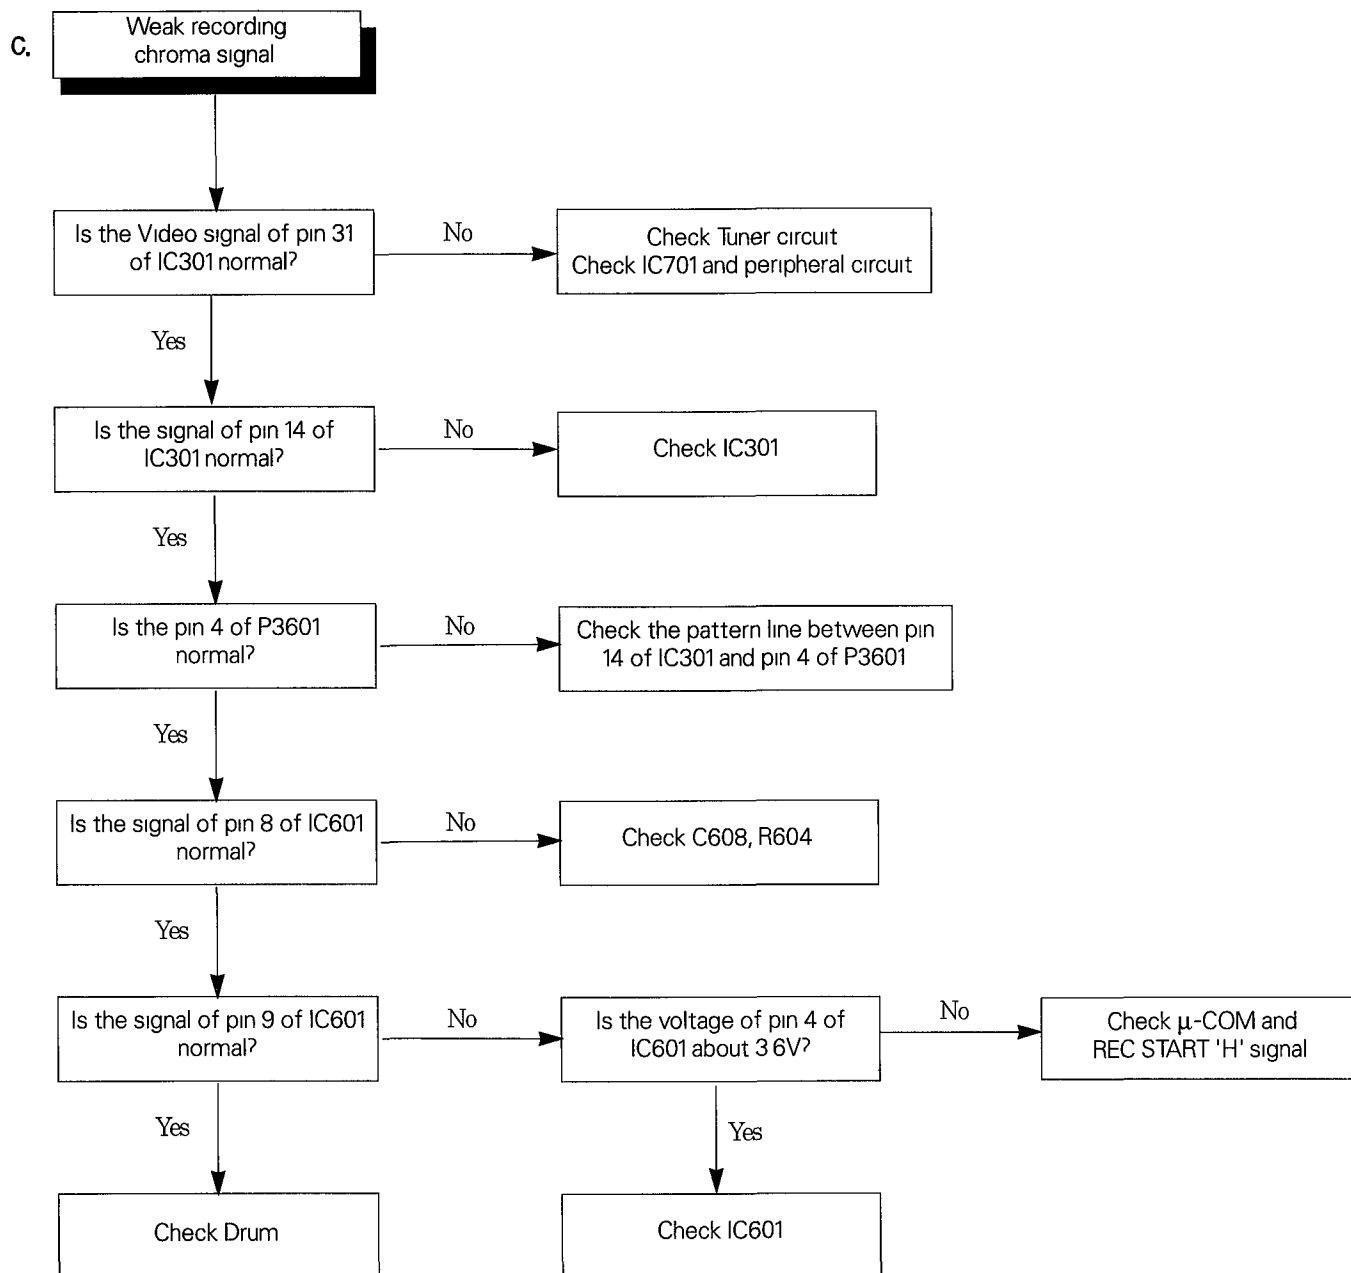 C.
Weak recording
chroma signal
Is the Video signal of pin 31
of IC301 normal?
No
Check Tuner circuit
Check IC701 and peripheral circuit
Yes
Is the signal of pin 14 of
IC301 normal?
No
Check IC301
Yes
Is the pin 4 of P3601
normal?
No
Check the pattern line between pin
14 of IC301 and pin 4 of P3601
Yes
Is the signal of pin 8 of IC601
normal?
No
Check C608, R604
Yes
Is the signal of pin 9 of IC601
normal?
No
Is the voltage of pin 4 of
IC601 about 3 6V?
No
Check μ-COM and
REC START 'H' signal
Yes
Yes
Check Drum
Check IC601